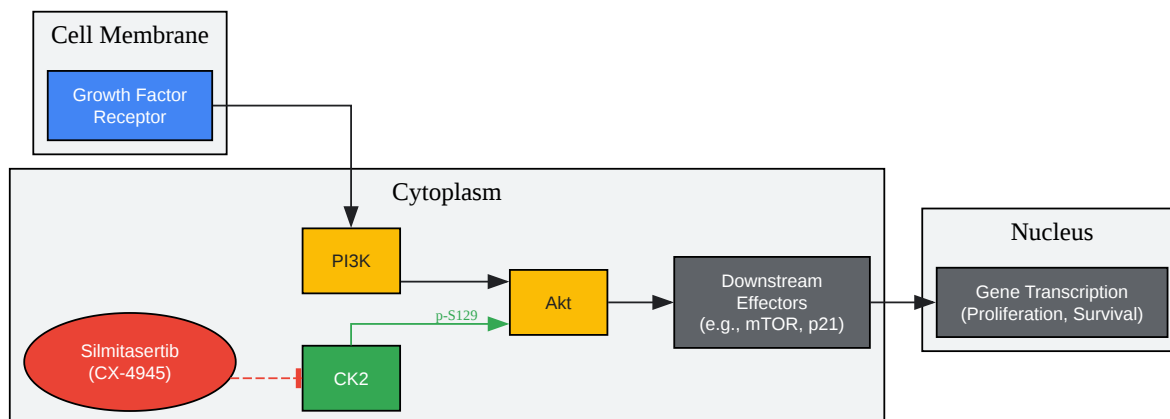 Cell Membrane
Growth Factor
Receptor
Cytoplasm
PI3K
Akt
p-S129
Silmitasertib
(CX-4945)
CK2
Downstream
Effectors
(e.g., mTOR, p21)
Nucleus
Gene Transcription
(Proliferation, Survival)